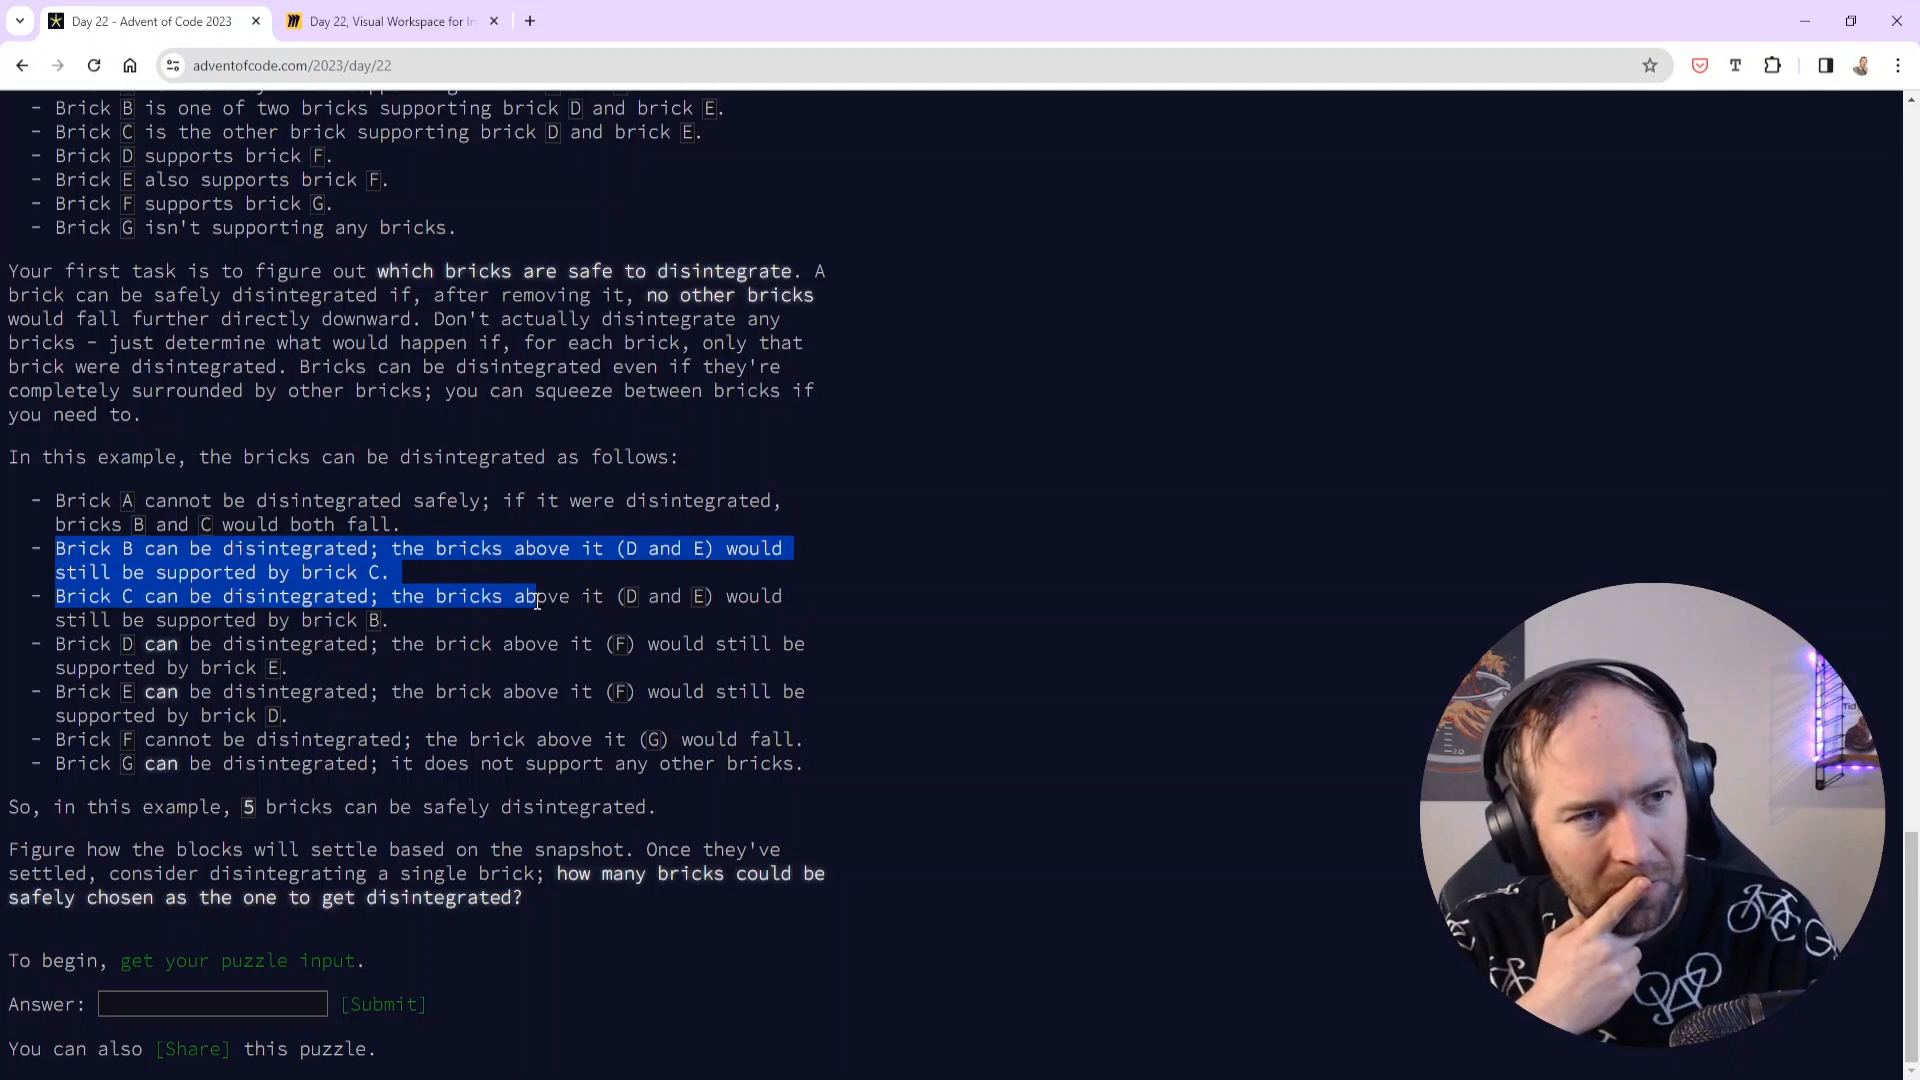 Day 22 - Advent of Code 2023
Day 22, Visual Workspace for In
adventofcode.com/2023/day/22
- Brick B is one of two bricks supporting brick D and brick E.
- Brick C is the other brick supporting brick D and brick E.
- Brick D supports brick F.
- Brick E also supports brick F.
- Brick F supports brick G.
- Brick G isn't supporting any bricks.
Your first task is to figure out which bricks are safe to disintegrate. A
brick can be safely disintegrated if, after removing it, no other bricks
would fall further directly downward. Don't actually disintegrate any
bricks - just determine what would happen if, for each brick, only that
brick were disintegrated. Bricks can be disintegrated even if they're
completely surrounded by other bricks; you can squeeze between bricks if
you need to.
In this example, the bricks can be disintegrated as follows:
- Brick A cannot be disintegrated safely; if it were disintegrated,
bricks B and C would both fall.
- Brick B can be disintegrated; the bricks above it (D and E) would
still be supported by brick C.
- Brick C can be disintegrated; the bricks above it (D and E) would
still be supported by brick B.
- Brick D can be disintegrated; the brick above it (F) would still be
supported by brick E.
- Brick E can be disintegrated; the brick above it (F) would still be
supported by brick D.
- Brick F cannot be disintegrated; the brick above it (G) would fall.
- Brick G can be disintegrated; it does not support any other bricks.
So, in this example, 5 bricks can be safely disintegrated.
Figure how the blocks will settle based on the snapshot. Once they've
settled, consider disintegrating a single brick; how many bricks could be
safely chosen as the one to get disintegrated?
To begin, get your puzzle input.
Answer: [Submit]
You can also [Share] this puzzle.